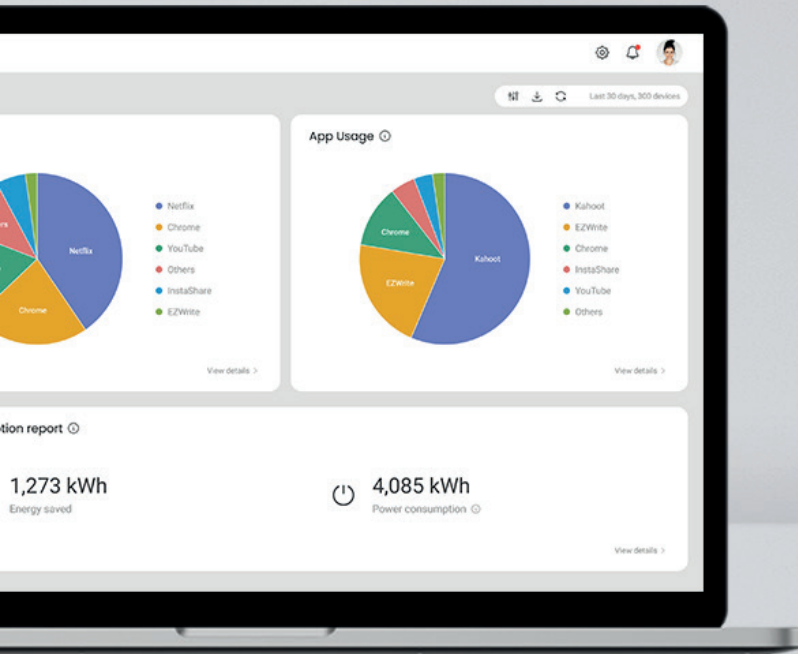 Last 30 days, 300 devices
App Usage
Netflix
Chrome
Netflix
Chrome
YouTube
Others
InstaShare
EZWrite
View details >
Chrome
Kahoot
EZWrite
Kahoot
EZWrite
Chrome
InstaShare
YouTube
Others
View details >
tion report
1,273 kWh
Energy saved
4,085 kWh
Power consumption
View details >